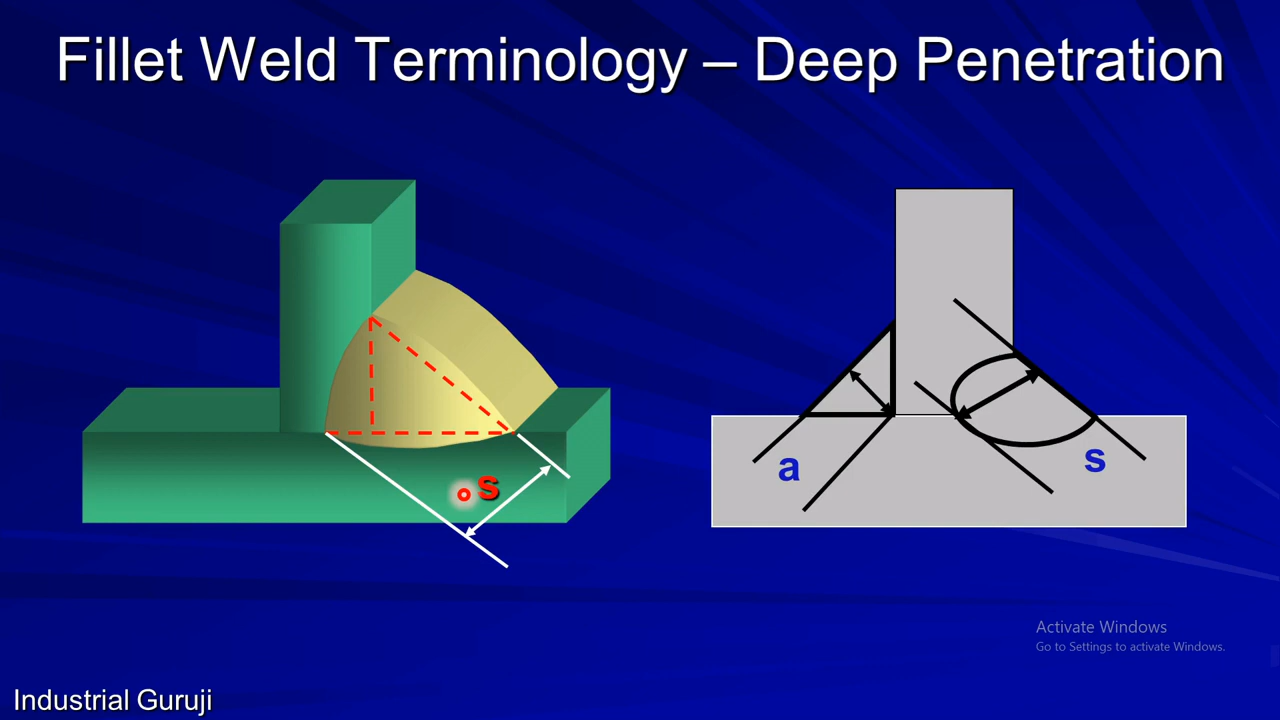 Fillet Weld Terminology – Deep Penetration
s
a
s
Activate Windows
Go to Settings to activate Windows.
Industrial Guruji